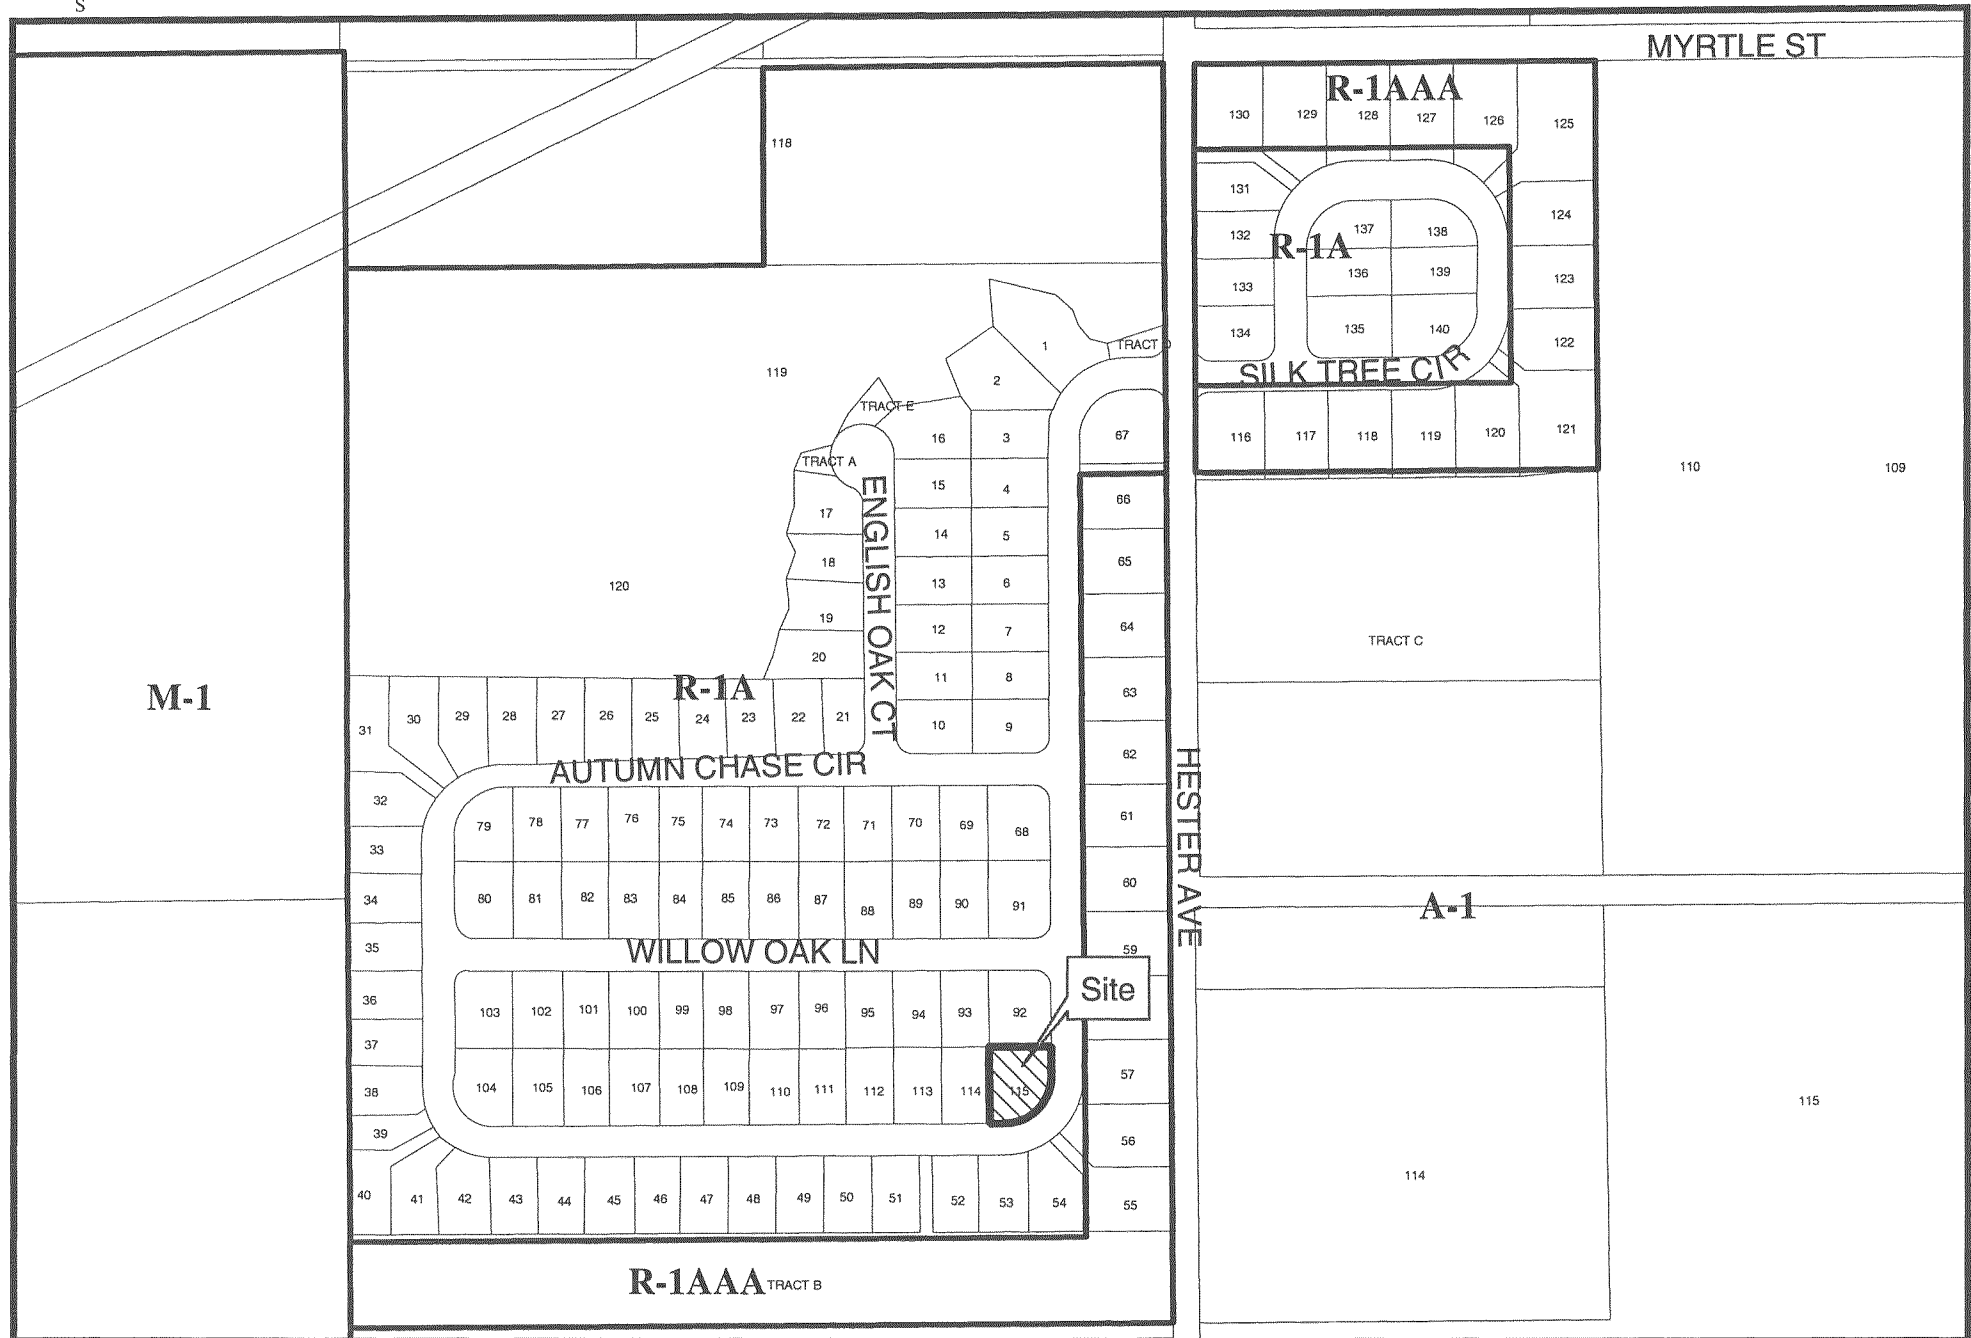 S
MYRTLE ST
R-1AAA
130 129 128 127 126 125
118
131
124
132 R-1A 137 138
136 139 123
133
134 135 140 122
1 TRACT D
119 2 SILK TREE CIR
TRACT E
16 3 67 116 117 118 119 120 121
TRACT A 110 109
15 4 66
17
ENGLISH OAK CT
14 5
18 65
13 6
120
19 12 7 64
TRACT C
20
11 8
M-1 R-1A 63
31 30 29 28 27 26 25 24 23 22 21 10 9
62
AUTUMN CHASE CIR
HESTER AVE
32
79 78 77 76 75 74 73 72 71 70 69 68 61
33
34 80 81 82 83 84 85 86 87 88 89 90 91 60
A-1
35 WILLOW OAK LN 59
Site
36 103 102 101 100 99 98 97 96 95 94 93 92
37
38 104 105 106 107 108 109 110 111 112 113 114 115 57
115
39 56
114
40 41 42 43 44 45 46 47 48 49 50 51 52 53 54 55
R-1AAA TRACT B